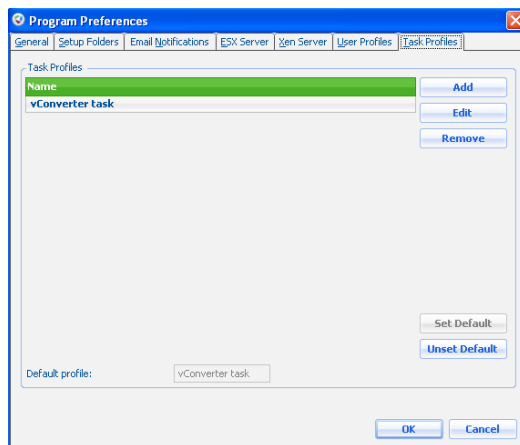 Program Preferences
General Setup Folders Email Notifications ESX Server Xen Server User Profiles Task Profiles
Task Profiles
Name
Add
vConverter task
Edit
Remove
Set Default
Unset Default
Default profile: vConverter task
OK Cancel